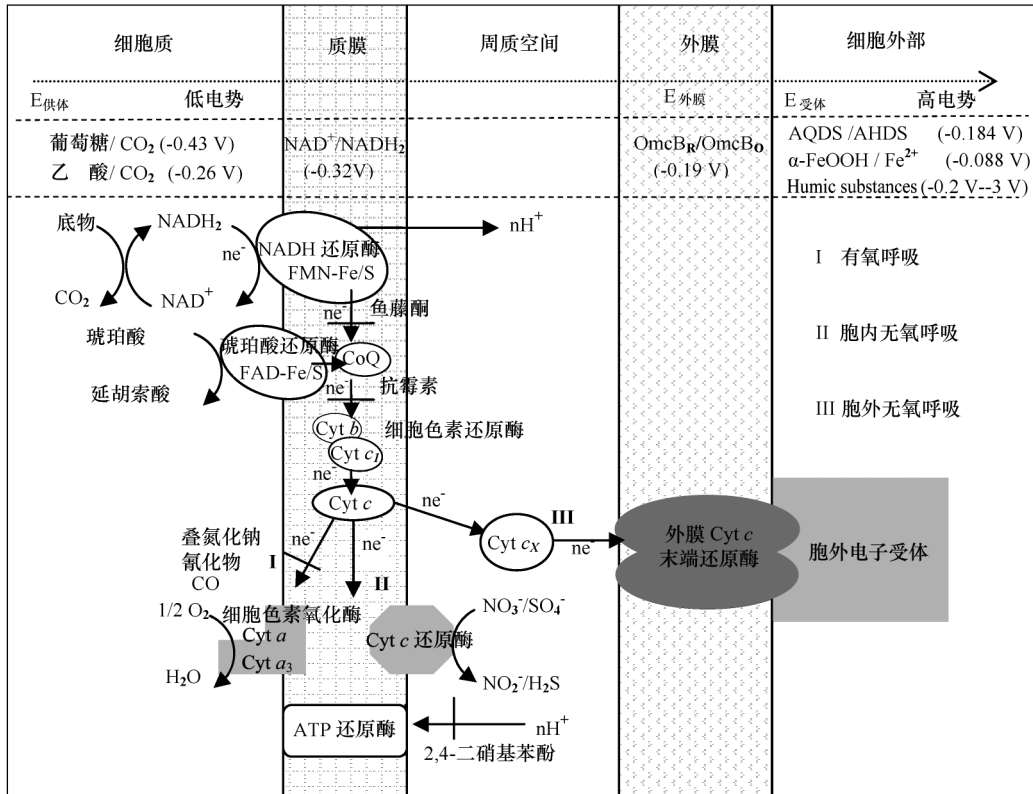 细胞质
质膜
周质空间
外膜
细胞外部
E供体
低电势
E外膜
E受体
高电势
葡萄糖/ CO₂ (-0.43 V)
乙 酸/ CO₂ (-0.26 V)
NAD⁺/NADH₂
(-0.32V)
OmcB_R/OmcB_O
(-0.19 V)
AQDS /AHDS (-0.184 V)
α-FeOOH / Fe²⁺ (-0.088 V)
Humic substances (-0.2 V--3 V)
底物
NADH₂
ne⁻
CO₂
NAD⁺
NADH 还原酶
FMN-Fe/S
nH⁺
ne⁻
鱼藤酮
琥珀酸
延胡索酸
琥珀酸还原酶
FAD-Fe/S
CoQ
ne⁻
抗霉素
Cyt b
Cyt c₁
细胞色素还原酶
ne⁻
Cyt c
ne⁻
Cyt cₓ
III
ne⁻
外膜 Cyt c
末端还原酶
胞外电子受体
I 有氧呼吸
II 胞内无氧呼吸
III 胞外无氧呼吸
叠氮化钠
氰化物
CO
I
ne⁻
ne⁻
II
1/2 O₂
H₂O
细胞色素氧化酶
Cyt a
Cyt a₃
Cyt c 还原酶
NO₃⁻/SO₄⁻
NO₂⁻/H₂S
ATP 还原酶
nH⁺
2,4-二硝基苯酚